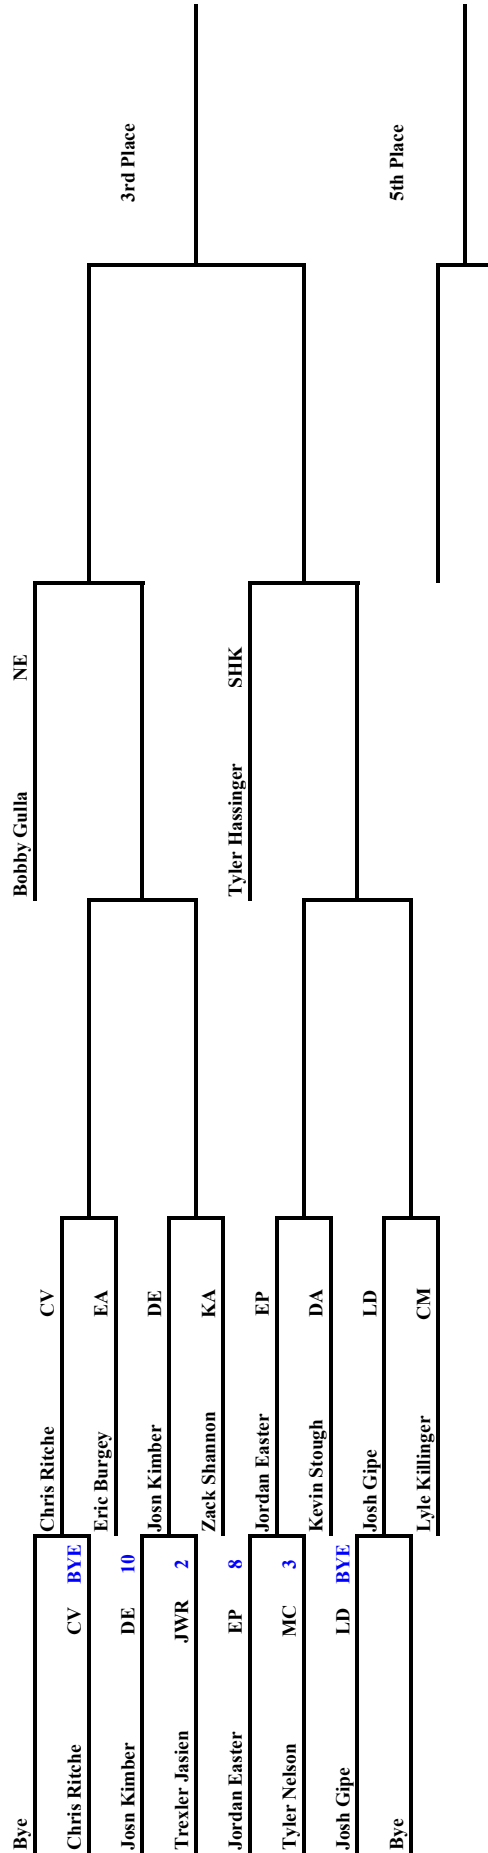 Bye
Chris Ritche CV BYE
Josn Kimber DE 10
Trexler Jasien JWR 2
Jordan Easter EP 8
Tyler Nelson MC 3
Josh Gipe LD BYE
Bye
Chris Ritche CV
Eric Burgey EA
Josn Kimber DE
Zack Shannon KA
Jordan Easter EP
Kevin Stough DA
Josh Gipe LD
Lyle Killinger CM
Bobby Gulla NE
Tyler Hassinger SHK
3rd Place
5th Place